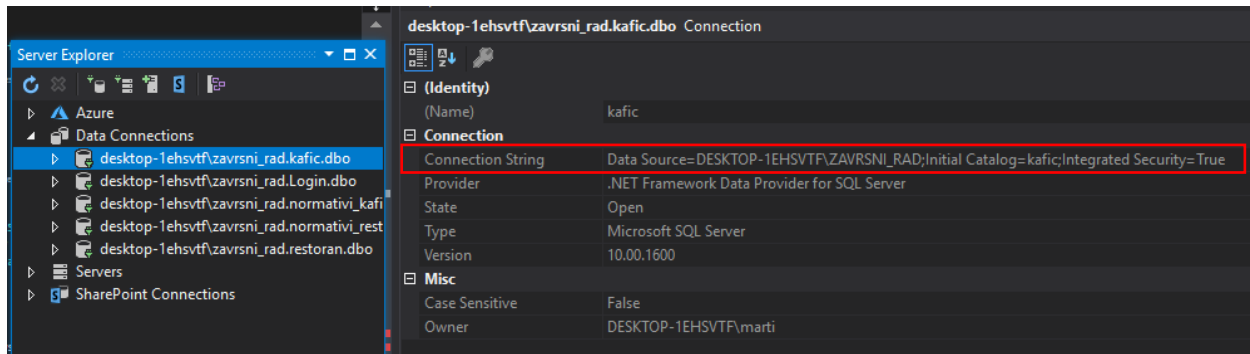 Server Explorer
Azure
Data Connections
desktop-1ehsvtf\zavrsni_rad.kafic.dbo
desktop-1ehsvtf\zavrsni_rad.Login.dbo
desktop-1ehsvtf\zavrsni_rad.normativi_kafi
desktop-1ehsvtf\zavrsni_rad.normativi_rest
desktop-1ehsvtf\zavrsni_rad.restoran.dbo
Servers
SharePoint Connections
desktop-1ehsvtf\zavrsni_rad.kafic.dbo Connection
(Identity)
(Name) kafic
Connection
Connection String Data Source=DESKTOP-1EHSVTF\ZAVRSNI_RAD;Initial Catalog=kafic;Integrated Security=True
Provider .NET Framework Data Provider for SQL Server
State Open
Type Microsoft SQL Server
Version 10.00.1600
Misc
Case Sensitive False
Owner DESKTOP-1EHSVTF\marti